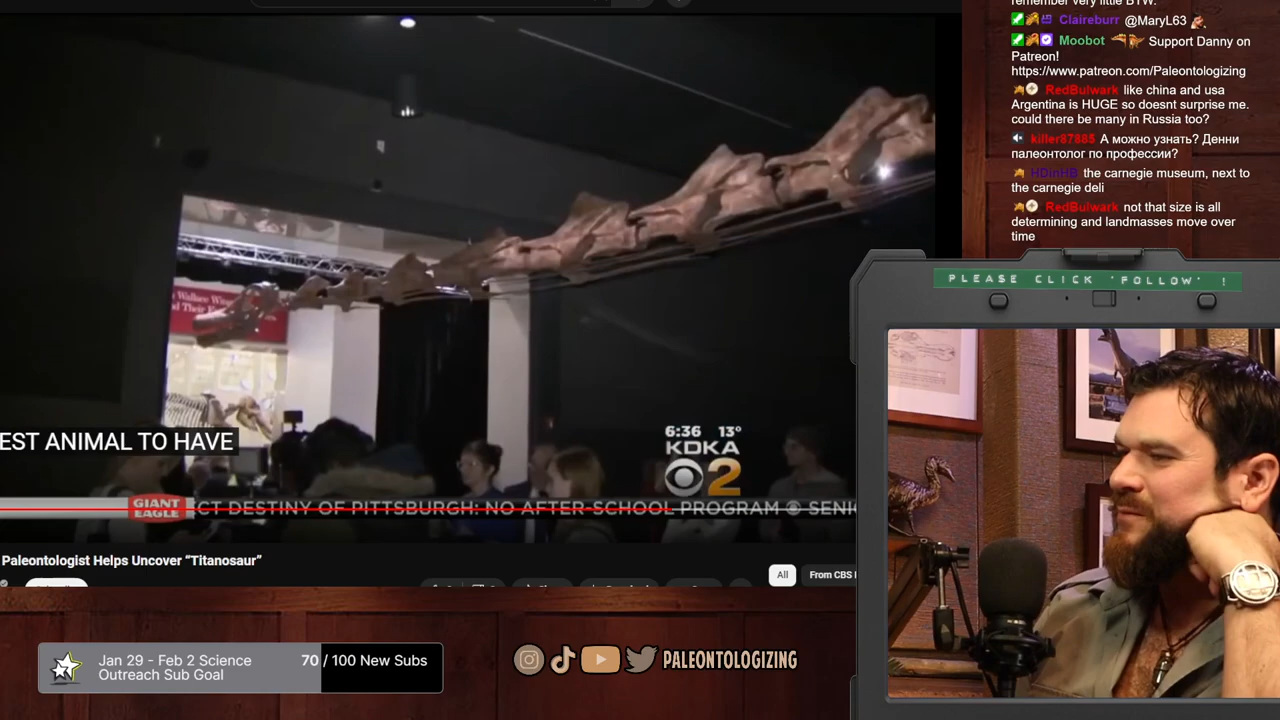 remember very little BTW.
Claireburr @MaryL63
Moobot Support Danny on
Patreon!
https://www.patreon.com/Paleontologizing
RedBulwark like china and usa
Argentina is HUGE so doesnt surprise me.
could there be many in Russia too?
killer87885 А можно узнать? Денни
палеонтолог по профессии?
HDinHB the carnegie museum, next to
the carnegie deli
RedBulwark not that size is all
determining and landmasses move over
time
PLEASE CLICK 'FOLLOW' !
EST ANIMAL TO HAVE
6:36 13°
KDKA
2
GIANT
EAGLE
CT DESTINY OF PITTSBURGH: NO AFTER-SCHOOL PROGRAM SENI
Paleontologist Helps Uncover “Titanosaur”
All
From CBS
Jan 29 - Feb 2 Science
Outreach Sub Goal
70 / 100 New Subs
PALEONTOLOGIZING